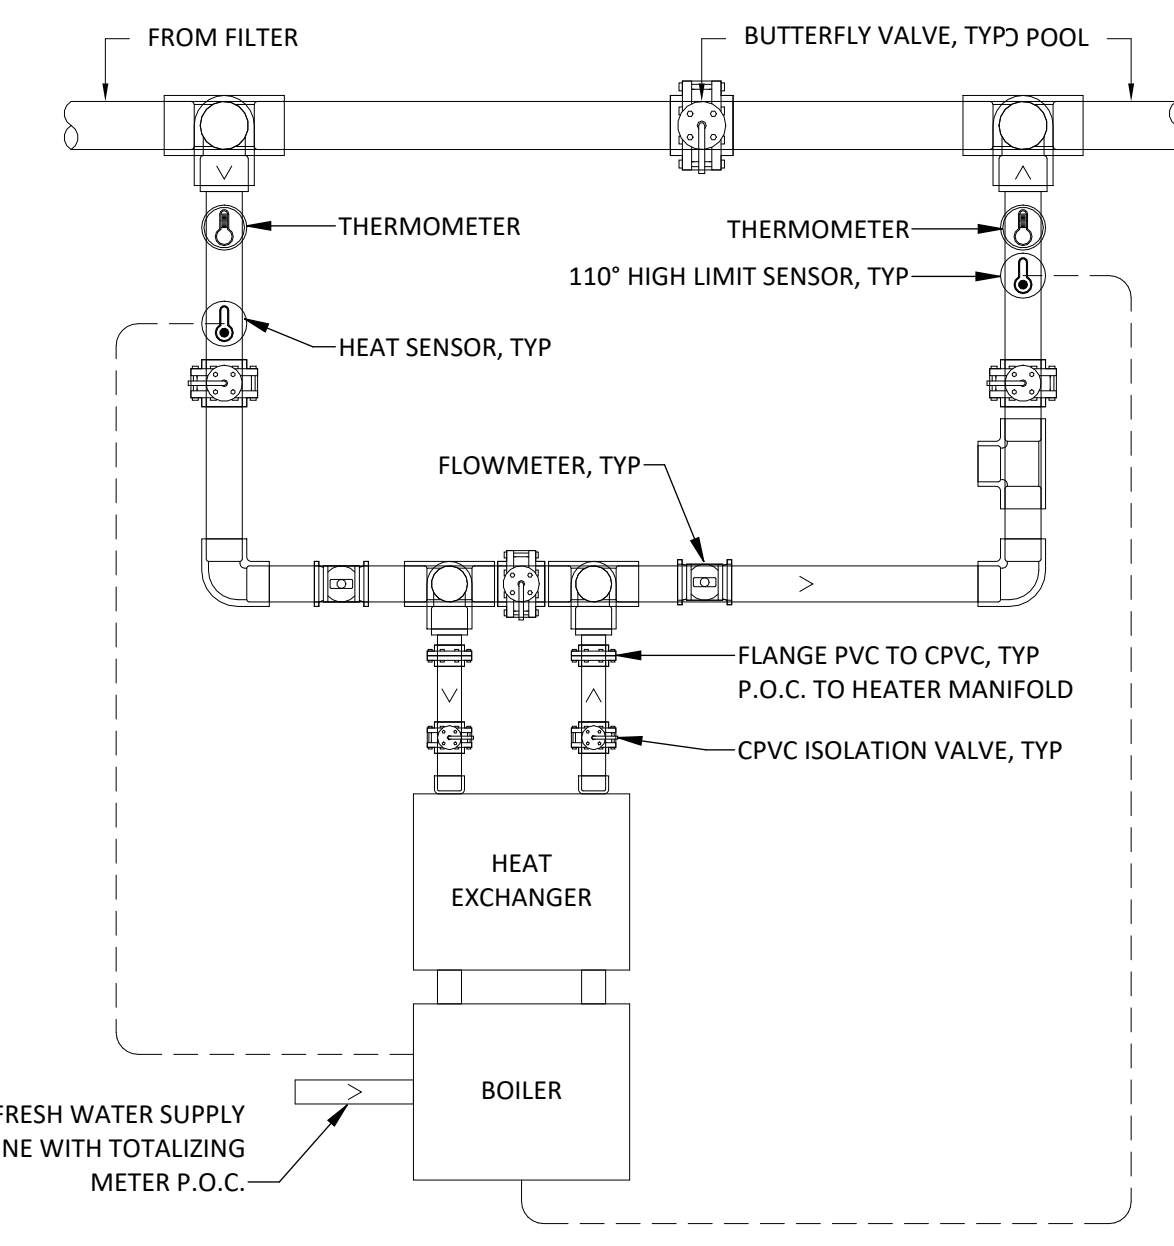 FROM FILTER
BUTTERFLY VALVE, TYP
POOL
THERMOMETER
THERMOMETER
110° HIGH LIMIT SENSOR, TYP
HEAT SENSOR, TYP
FLOWMETER, TYP
FLANGE PVC TO CPVC, TYP
P.O.C. TO HEATER MANIFOLD
CPVC ISOLATION VALVE, TYP
HEAT
EXCHANGER
BOILER
FRESH WATER SUPPLY
NE WITH TOTALIZING
METER P.O.C.